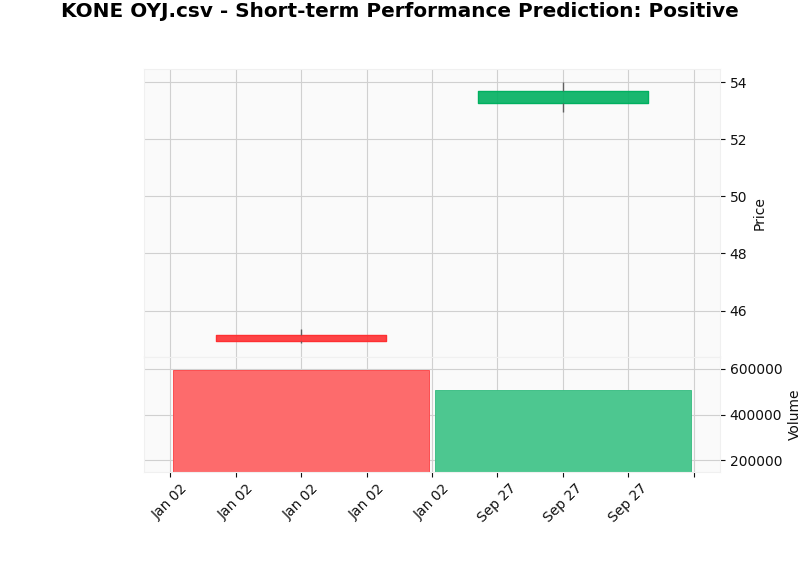 KONE OYJ.csv - Short-term Performance Prediction: Positive
54
52
50
48
46
Price
600000
400000
200000
Volume
Jan 02
Jan 02
Jan 02
Jan 02
Jan 02
Sep 27
Sep 27
Sep 27